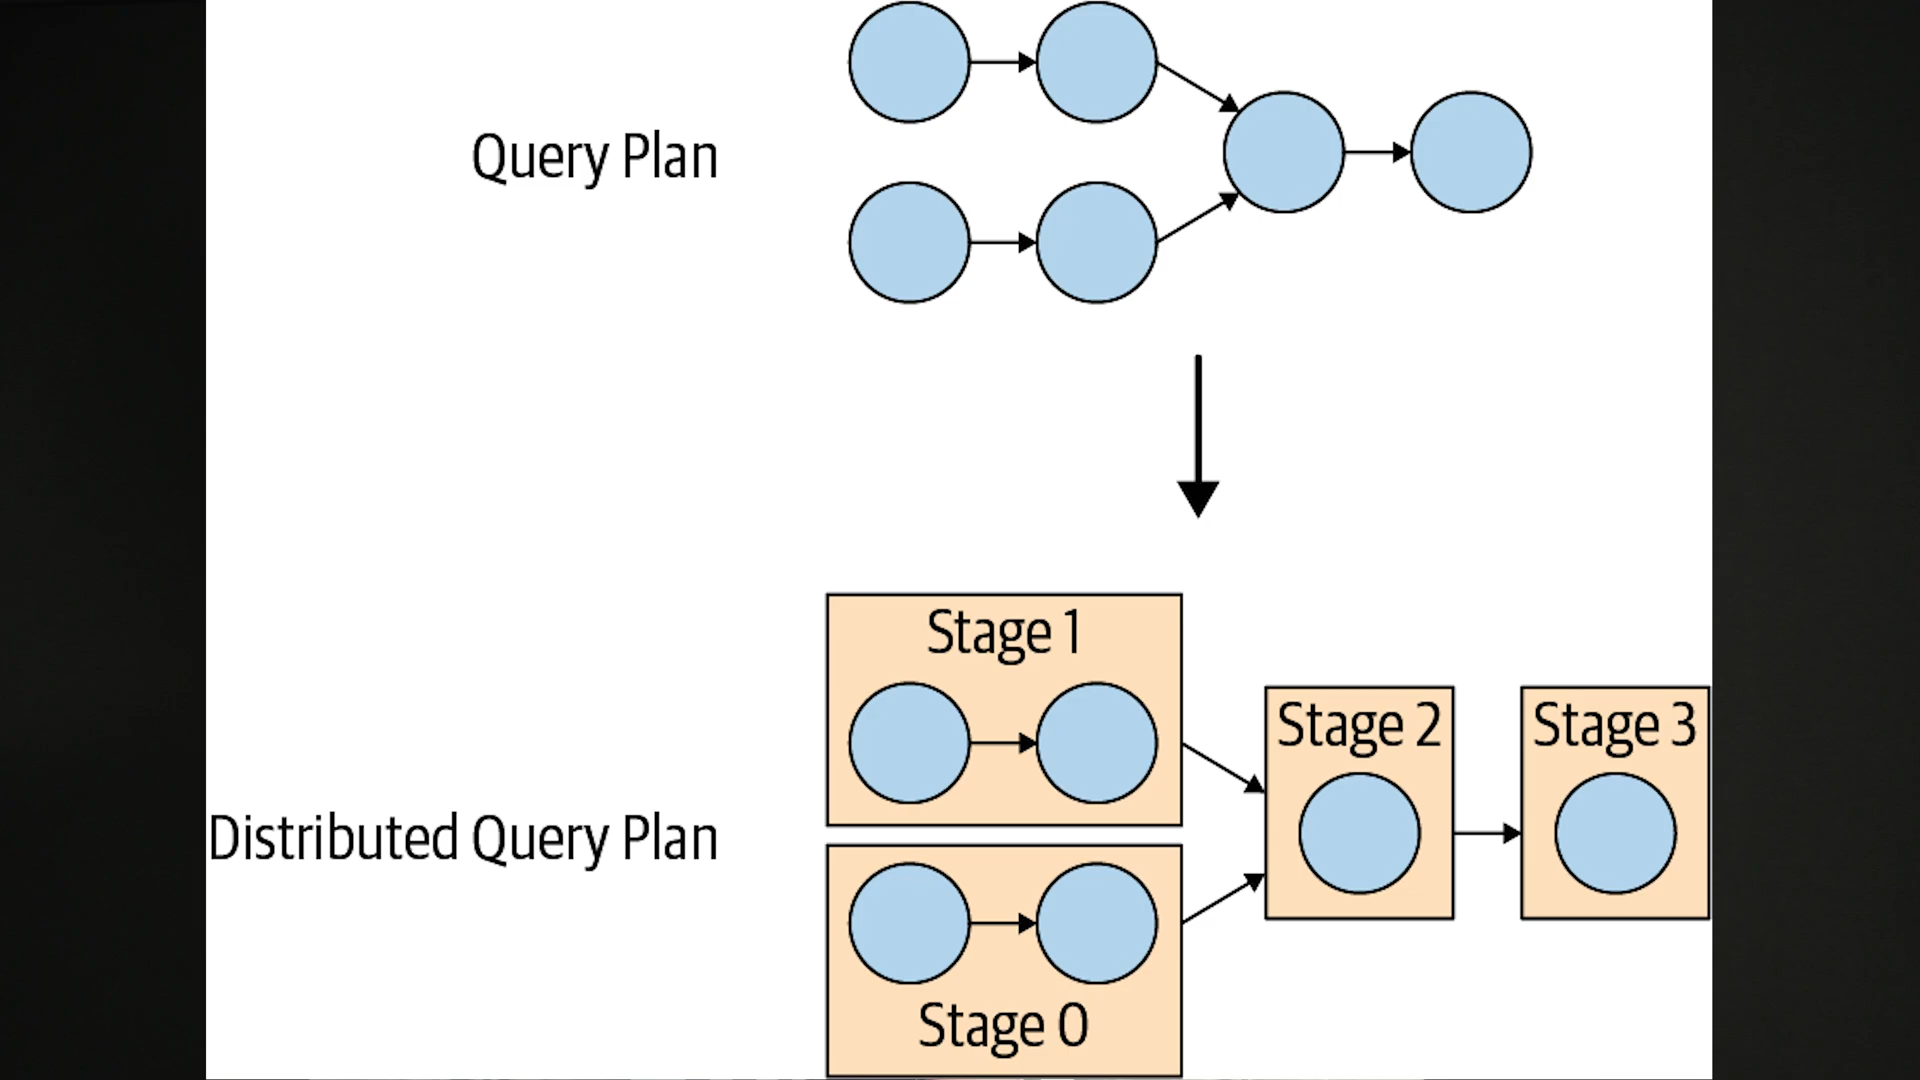 Query Plan
Stage 1
Stage 2
Stage 3
Distributed Query Plan
Stage 0